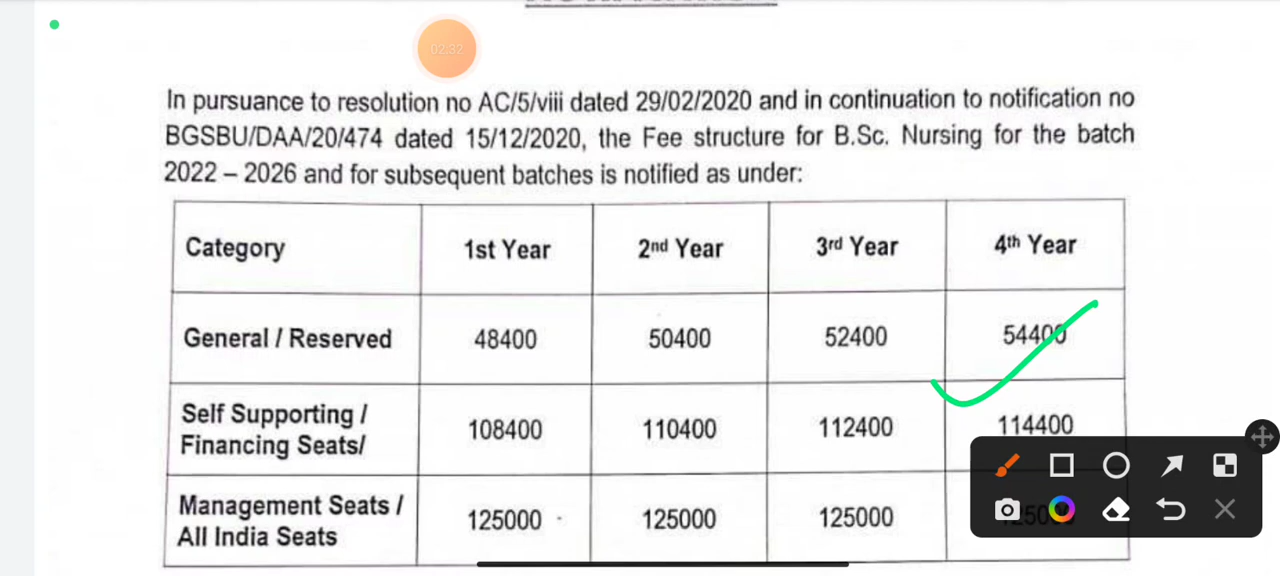 02:32
In pursuance to resolution no AC/5/viii dated 29/02/2020 and in continuation to notification no
BGSBU/DAA/20/474 dated 15/12/2020, the Fee structure for B.Sc. Nursing for the batch
2022 – 2026 and for subsequent batches is notified as under:
Category 1st Year 2nd Year 3rd Year 4th Year
General / Reserved 48400 50400 52400 54400
Self Supporting /
Financing Seats/ 108400 110400 112400 114400
Management Seats /
All India Seats 125000 125000 125000